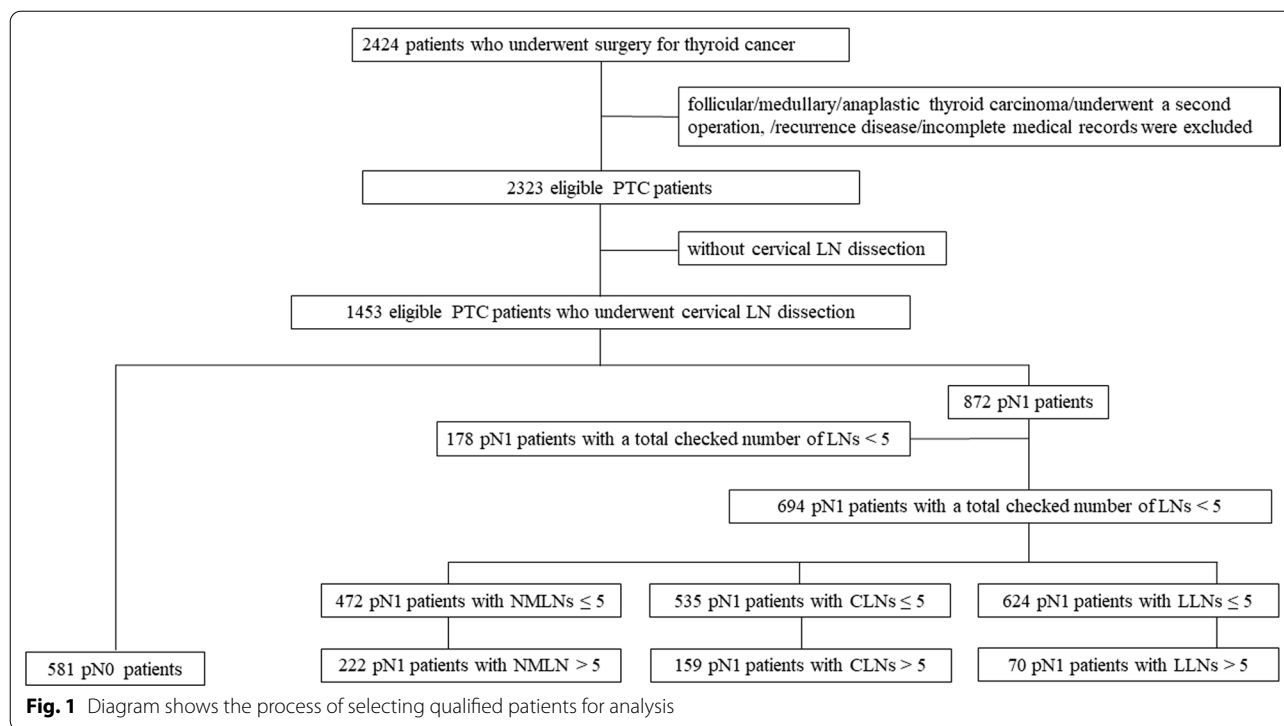 2424 patients who underwent surgery for thyroid cancer
follicular/medullary/anaplastic thyroid carcinoma/underwent a second
operation, /recurrence disease/incomplete medical records were excluded
2323 eligible PTC patients
without cervical LN dissection
1453 eligible PTC patients who underwent cervical LN dissection
872 pN1 patients
178 pN1 patients with a total checked number of LNs < 5
694 pN1 patients with a total checked number of LNs < 5
472 pN1 patients with NMLNs ≤ 5
535 pN1 patients with CLNs ≤ 5
624 pN1 patients with LLNs ≤ 5
581 pN0 patients
222 pN1 patients with NMLN > 5
159 pN1 patients with CLNs > 5
70 pN1 patients with LLNs > 5
Fig. 1 Diagram shows the process of selecting qualified patients for analysis